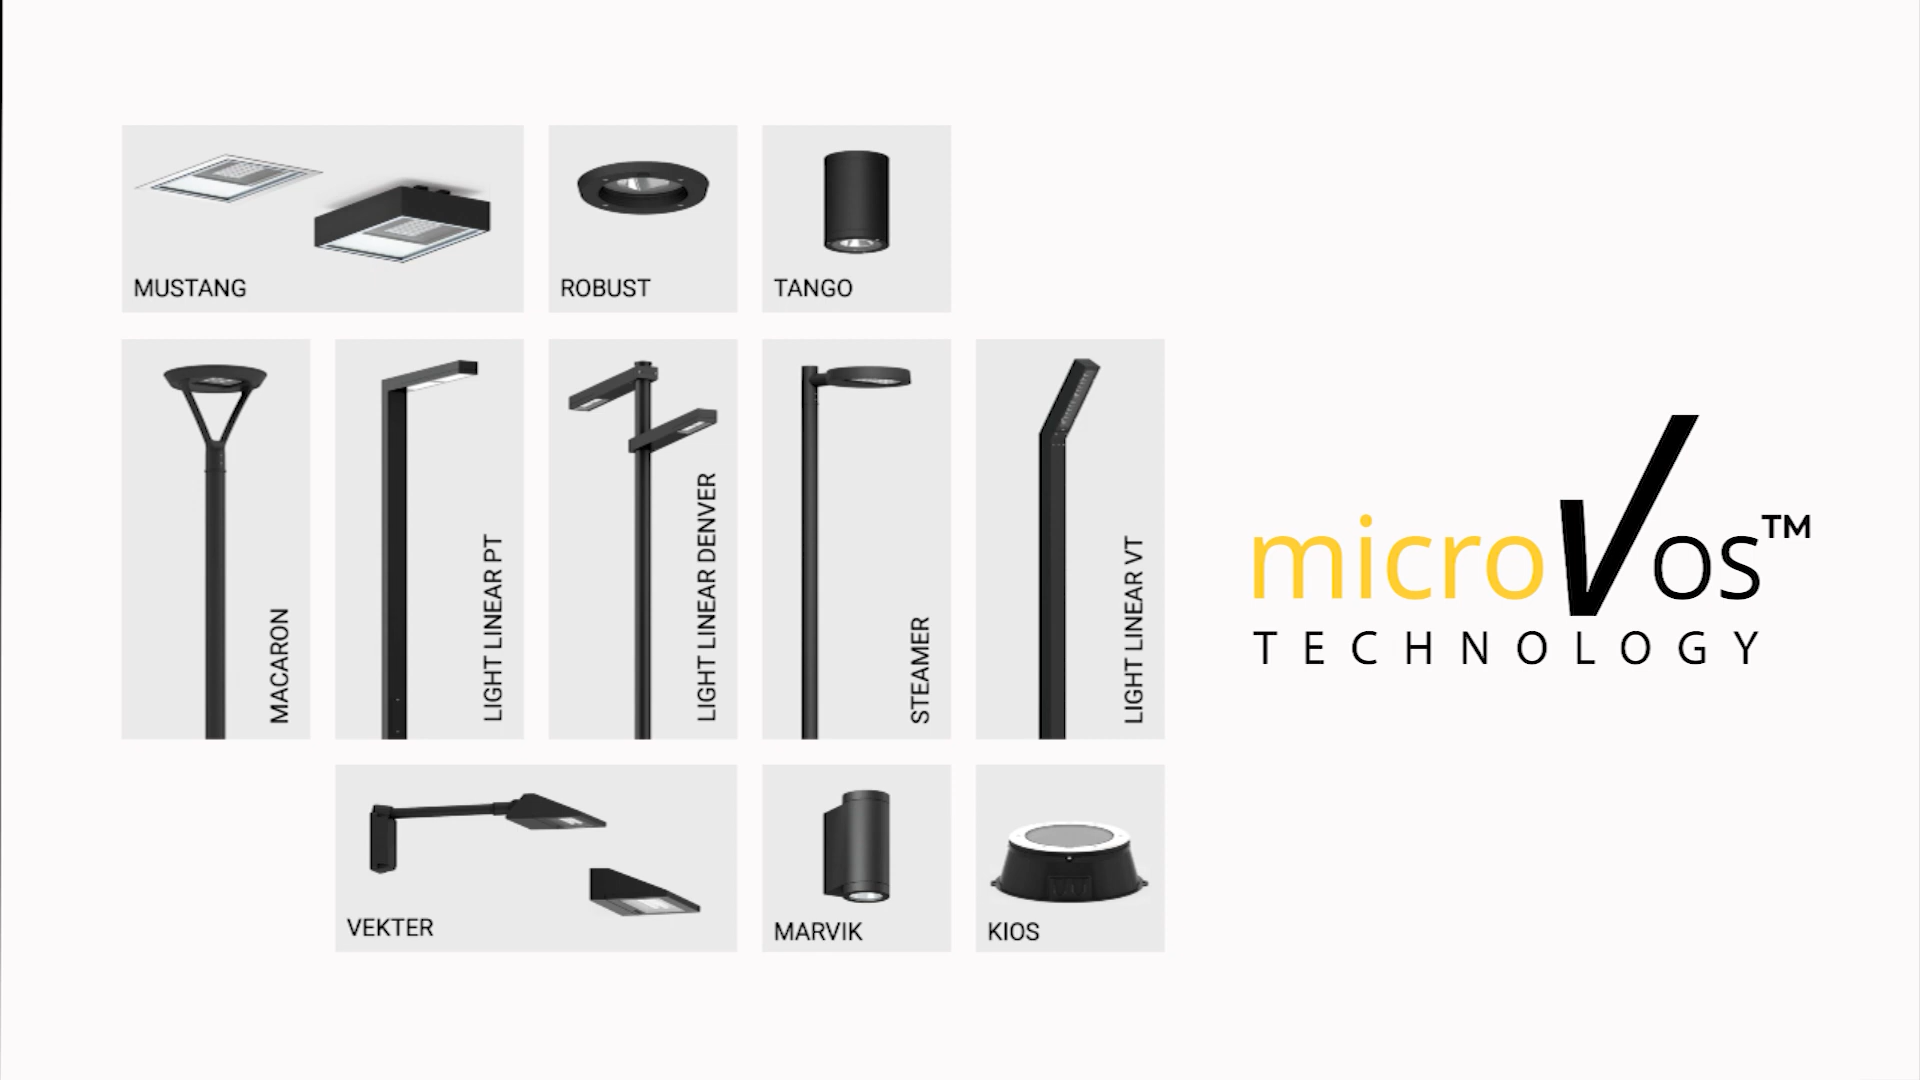 MUSTANG
ROBUST
TANGO
MACARON
LIGHT LINEAR PT
LIGHT LINEAR DENVER
STEAMER
LIGHT LINEAR VT
VEKTER
MARVIK
KIOS
microVos™
TECHNOLOGY